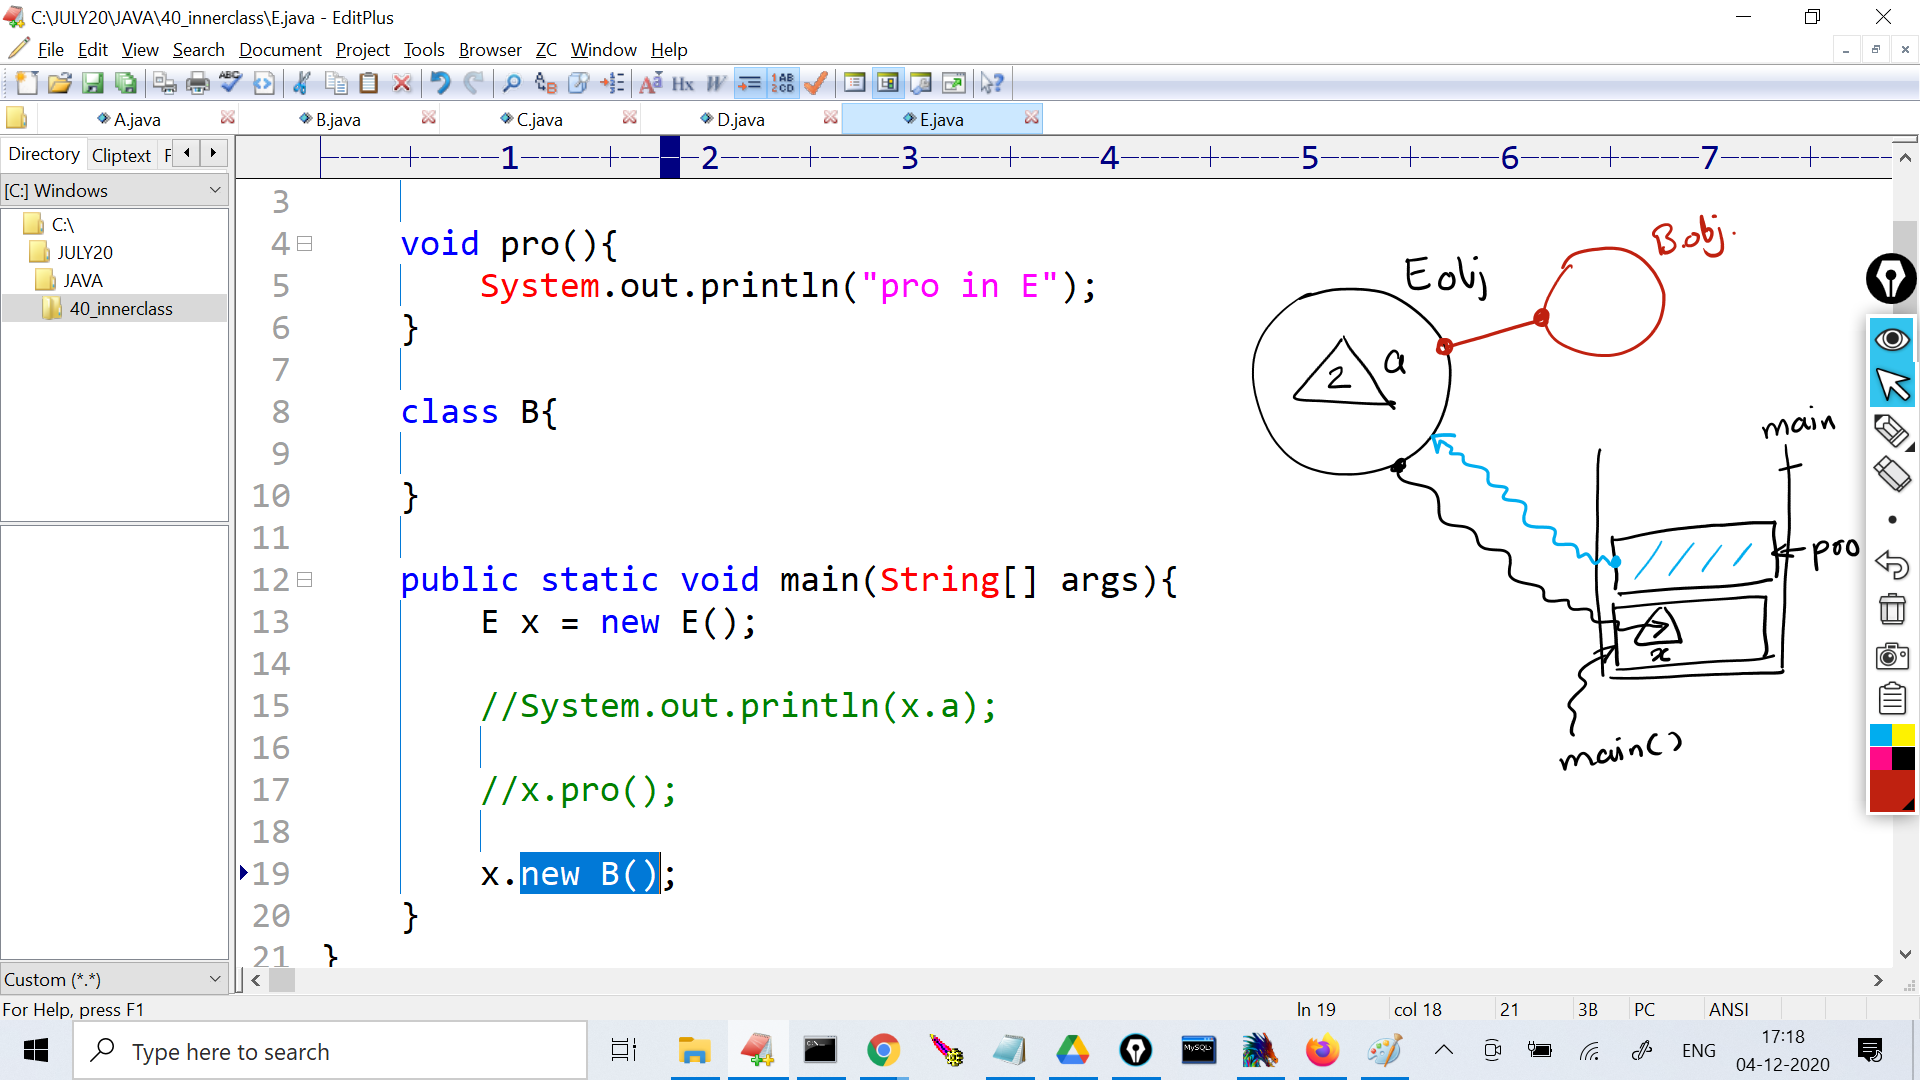 C:\JULY20\JAVA\40_innerclass\E.java - EditPlus
File Edit View Search Document Project Tools Browser ZC Window Help
A.java B.java C.java D.java E.java
Directory Cliptext F
1 2 3 4 5 6 7
[C:] Windows
C:\
JULY20
JAVA
40_innerclass
3
4 void pro(){
5 System.out.println("pro in E");
6 }
7
8 class B{
9
10 }
11
12 public static void main(String[] args){
13 E x = new E();
14
15 //System.out.println(x.a);
16
17 //x.pro();
18
19 x.new B();
20 }
21 }
B.obj.
E obj
2 a
main
pro
x
main()
Custom (*.*)
For Help, press F1
ln 19 col 18 21 3B PC ANSI
Type here to search
MySQL
ENG
17:18
04-12-2020